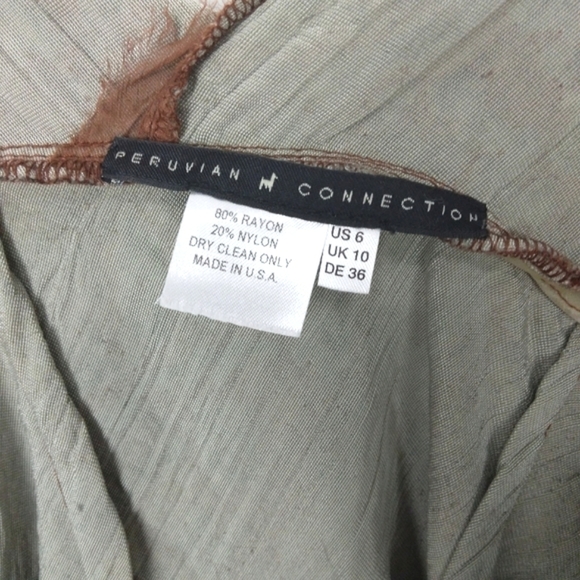 PERUVIAN CONNECTION
80% RAYON
20% NYLON
DRY CLEAN ONLY
MADE IN U.S.A.
US 6
UK 10
DE 36